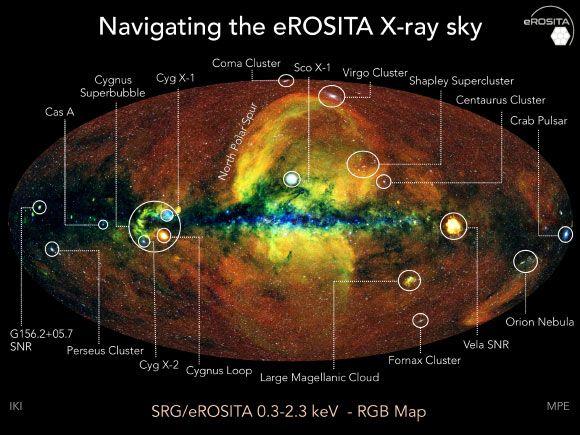 Navigating the eROSITA X-ray sky
eROSITA
Coma Cluster
Sco X-1
Virgo Cluster
Cyg X-1
Shapley Supercluster
Cygnus
Superbubble
Centaurus Cluster
Cas A
Crab Pulsar
North Polar Spur
G156.2+05.7
SNR
Perseus Cluster
Cyg X-2
Cygnus Loop
Large Magellanic Cloud
Fornax Cluster
Vela SNR
Orion Nebula
IKI
SRG/eROSITA 0.3-2.3 keV - RGB Map
MPE